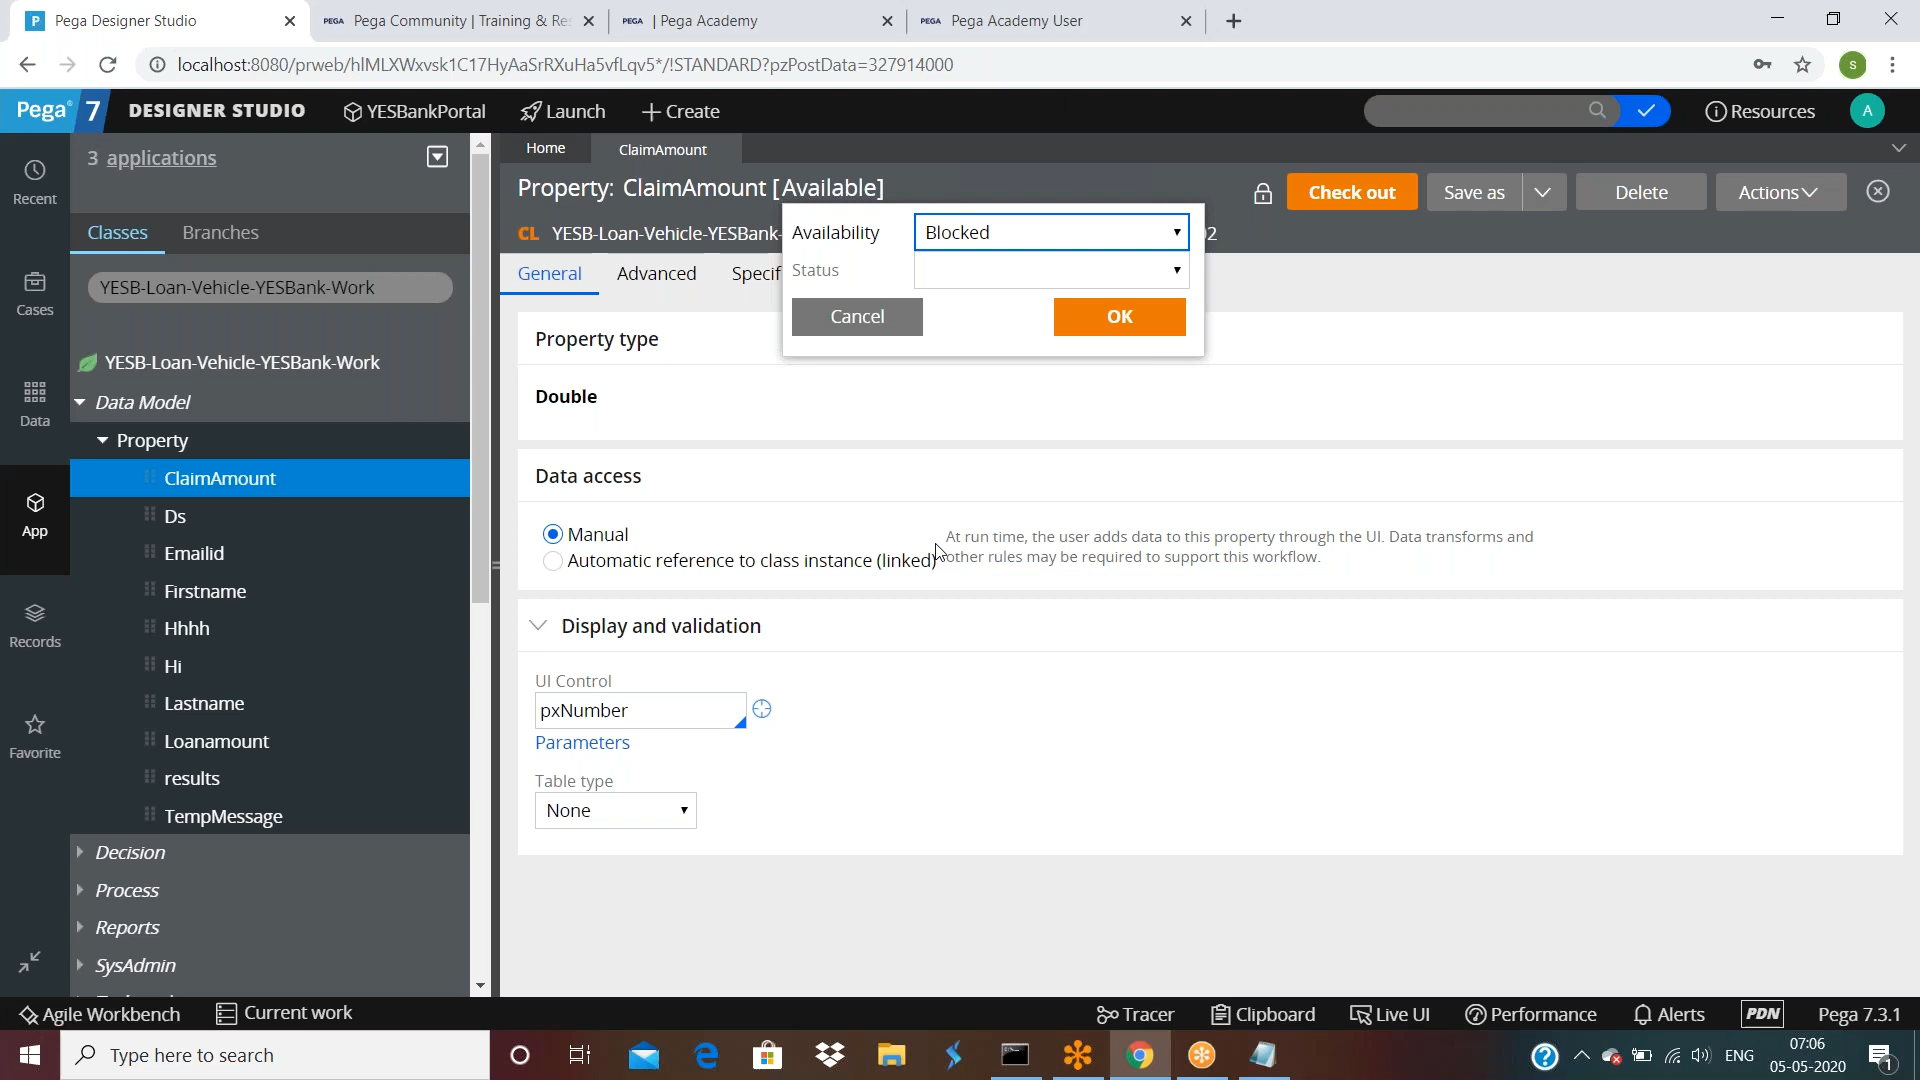 Pega Designer Studio
PEGA Pega Community | Training & Re
PEGA | Pega Academy
PEGA Pega Academy User
localhost:8080/prweb/hIMLXWxvsk1C17HyAaSrRXuHa5vfLqv5*/!STANDARD?pzPostData=327914000
s
Pega 7 DESIGNER STUDIO YESBankPortal Launch Create Resources A
3 applications
Home ClaimAmount
Property: ClaimAmount [Available]
Check out Save as Delete Actions
CL YESB-Loan-Vehicle-YESBank-
Availability Blocked
Status
Cancel OK
General Advanced Specif
Recent
Cases
Data
App
Records
Favorite
Classes Branches
YESB-Loan-Vehicle-YESBank-Work
YESB-Loan-Vehicle-YESBank-Work
Data Model
Property
ClaimAmount
Ds
Emailid
Firstname
Hhhh
Hi
Lastname
Loanamount
results
TempMessage
Decision
Process
Reports
SysAdmin
Property type
Double
Data access
Manual
Automatic reference to class instance (linked)
At run time, the user adds data to this property through the UI. Data transforms and
other rules may be required to support this workflow.
Display and validation
UI Control
pxNumber
Parameters
Table type
None
Agile Workbench Current work Tracer Clipboard Live UI Performance Alerts PDN Pega 7.3.1
Type here to search
ENG
07:06
05-05-2020
1